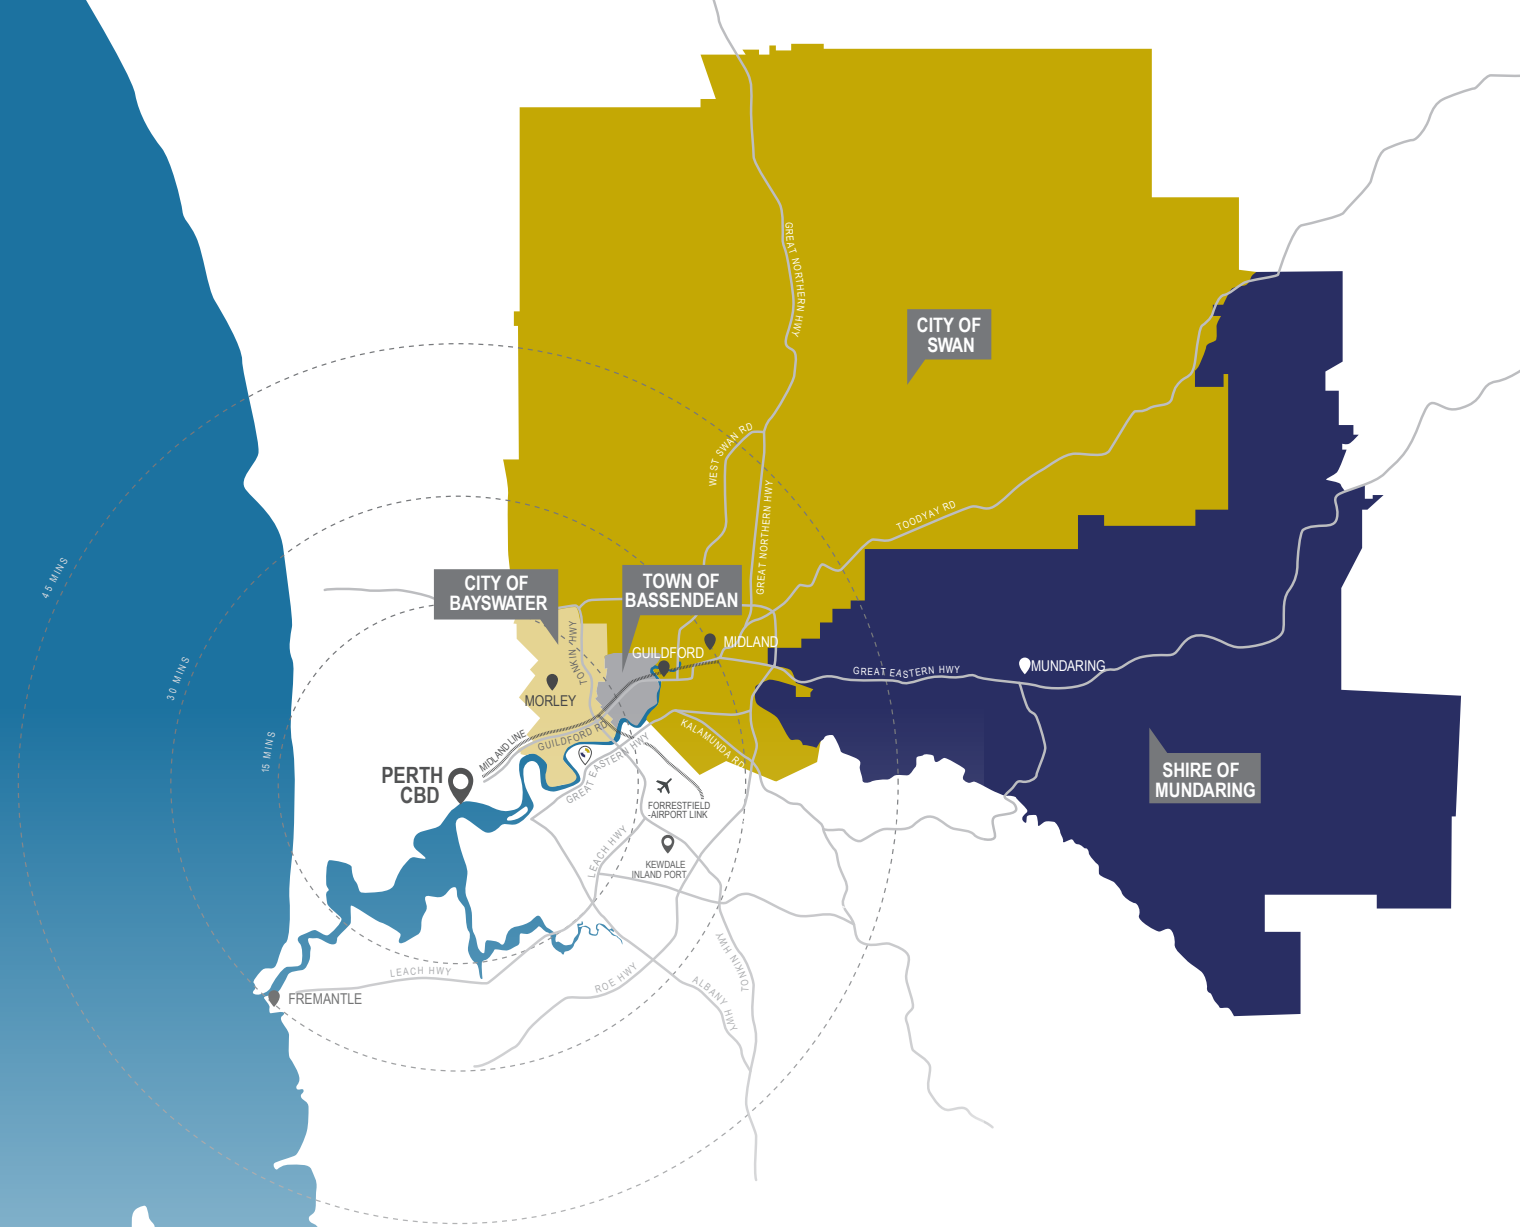 GREAT NORTHERN HWY
CITY OF
SWAN
WEST SWAN RD
GREAT NORTHERN HWY
TOODYAY RD
45 MINS
30 MINS
15 MINS
CITY OF
BAYSWATER
TOWN OF
BASSENDEAN
TONKIN HWY
GUILDFORD
MIDLAND
MORLEY
GREAT EASTERN HWY
MUNDARING
MIDLAND LINE
GUILDFORD RD
GREAT EASTERN HWY
KALAMUNDA RD
PERTH
CBD
SHIRE OF
MUNDARING
FORRESTFIELD
-AIRPORT LINK
LEACH HWY
KEWDALE
INLAND PORT
LEACH HWY
ROE HWY
TONKIN HWY
ALBANY HWY
FREMANTLE